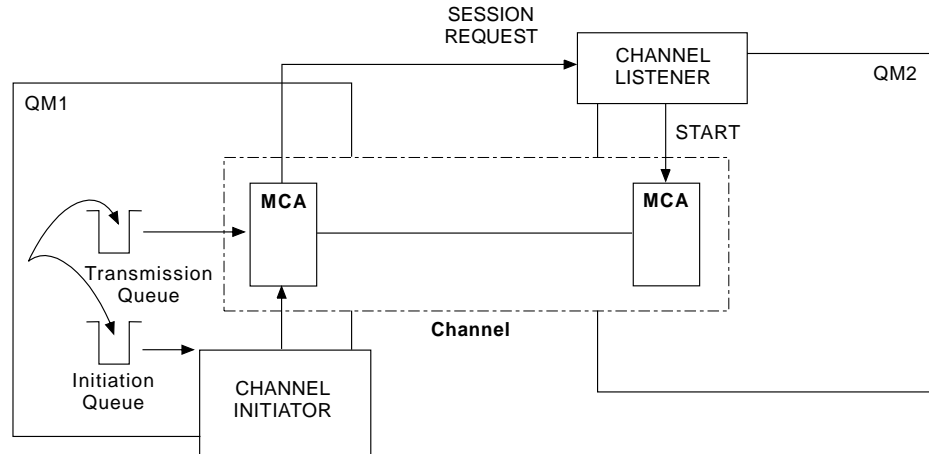 SESSION
REQUEST
CHANNEL
LISTENER
QM2
QM1
START
MCA
MCA
Transmission
Queue
Channel
Initiation
Queue
CHANNEL
INITIATOR